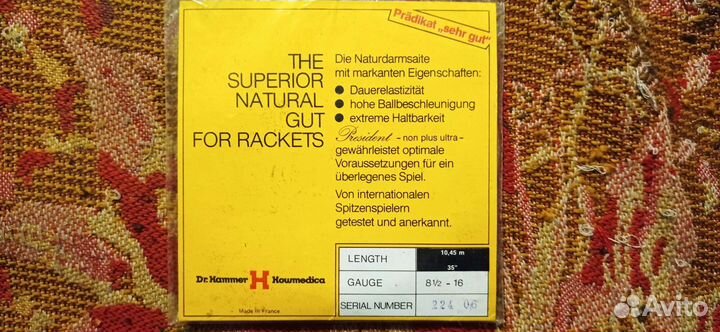 Prädikat „sehr gut"
THE
SUPERIOR
NATURAL
GUT
FOR RACKETS
Die Naturdarmsaite
mit markanten Eigenschaften:
● Dauerelastizität
● hohe Ballbeschleunigung
● extreme Haltbarkeit
President – non plus ultra –
gewährleistet optimale
Voraussetzungen für ein
überlegenes Spiel.
Von internationalen
Spitzenspielern
getestet und anerkannt.
LENGTH 10,45 m
35"
GAUGE 8½ - 16
SERIAL NUMBER 224 06
Dr. Hammer H Howmedica
Made in France
Avito